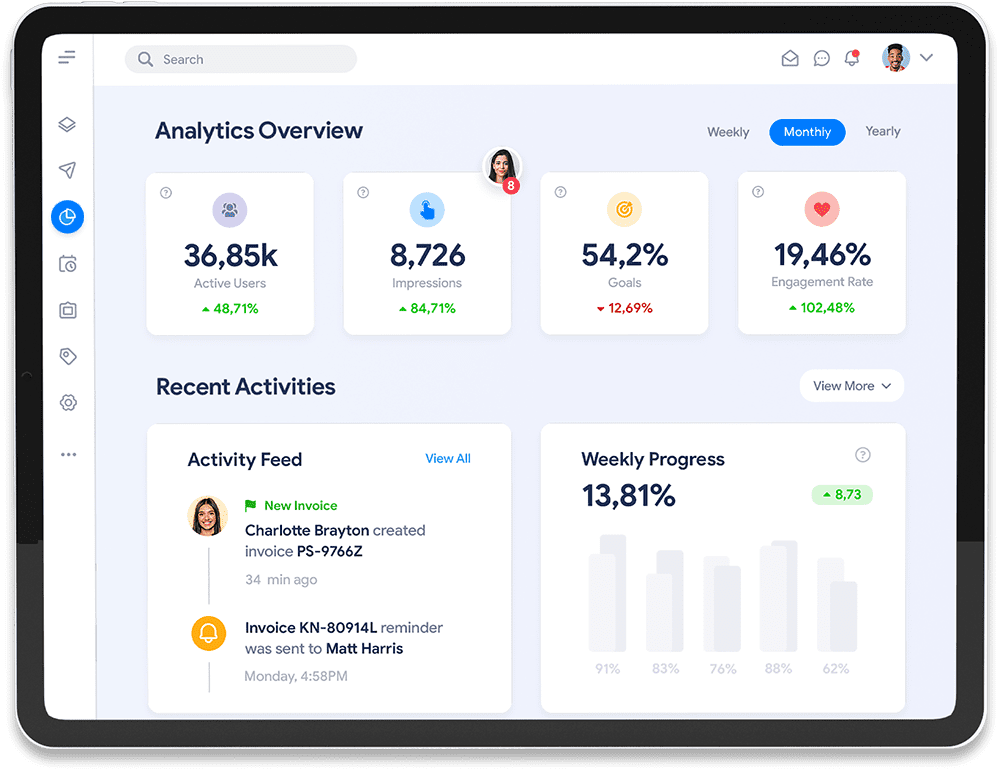 Search
Analytics Overview
Weekly
Monthly
Yearly
8
?
36,85k
Active Users
48,71%
?
8,726
Impressions
84,71%
?
54,2%
Goals
12,69%
?
19,46%
Engagement Rate
102,48%
Recent Activities
View More
Activity Feed
View All
New Invoice
Charlotte Brayton created
invoice PS-9766Z
34 min ago
Invoice KN-80914L reminder
was sent to Matt Harris
Monday, 4:58PM
Weekly Progress
?
13,81%
8,73
91%
83%
76%
88%
62%